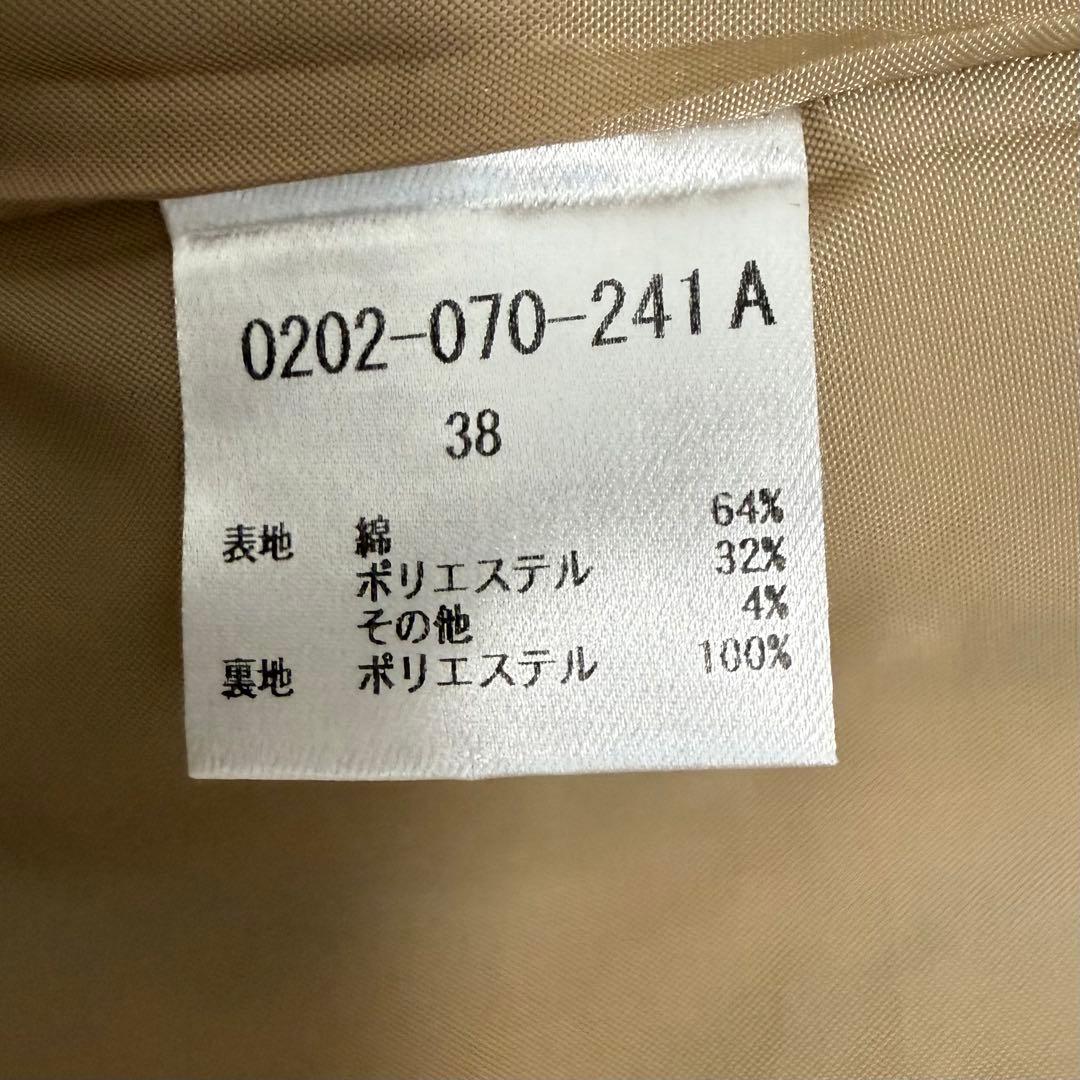 0202-070-241A
38
表地 綿 64%
ポリエステル 32%
その他 4%
裏地 ポリエステル 100%